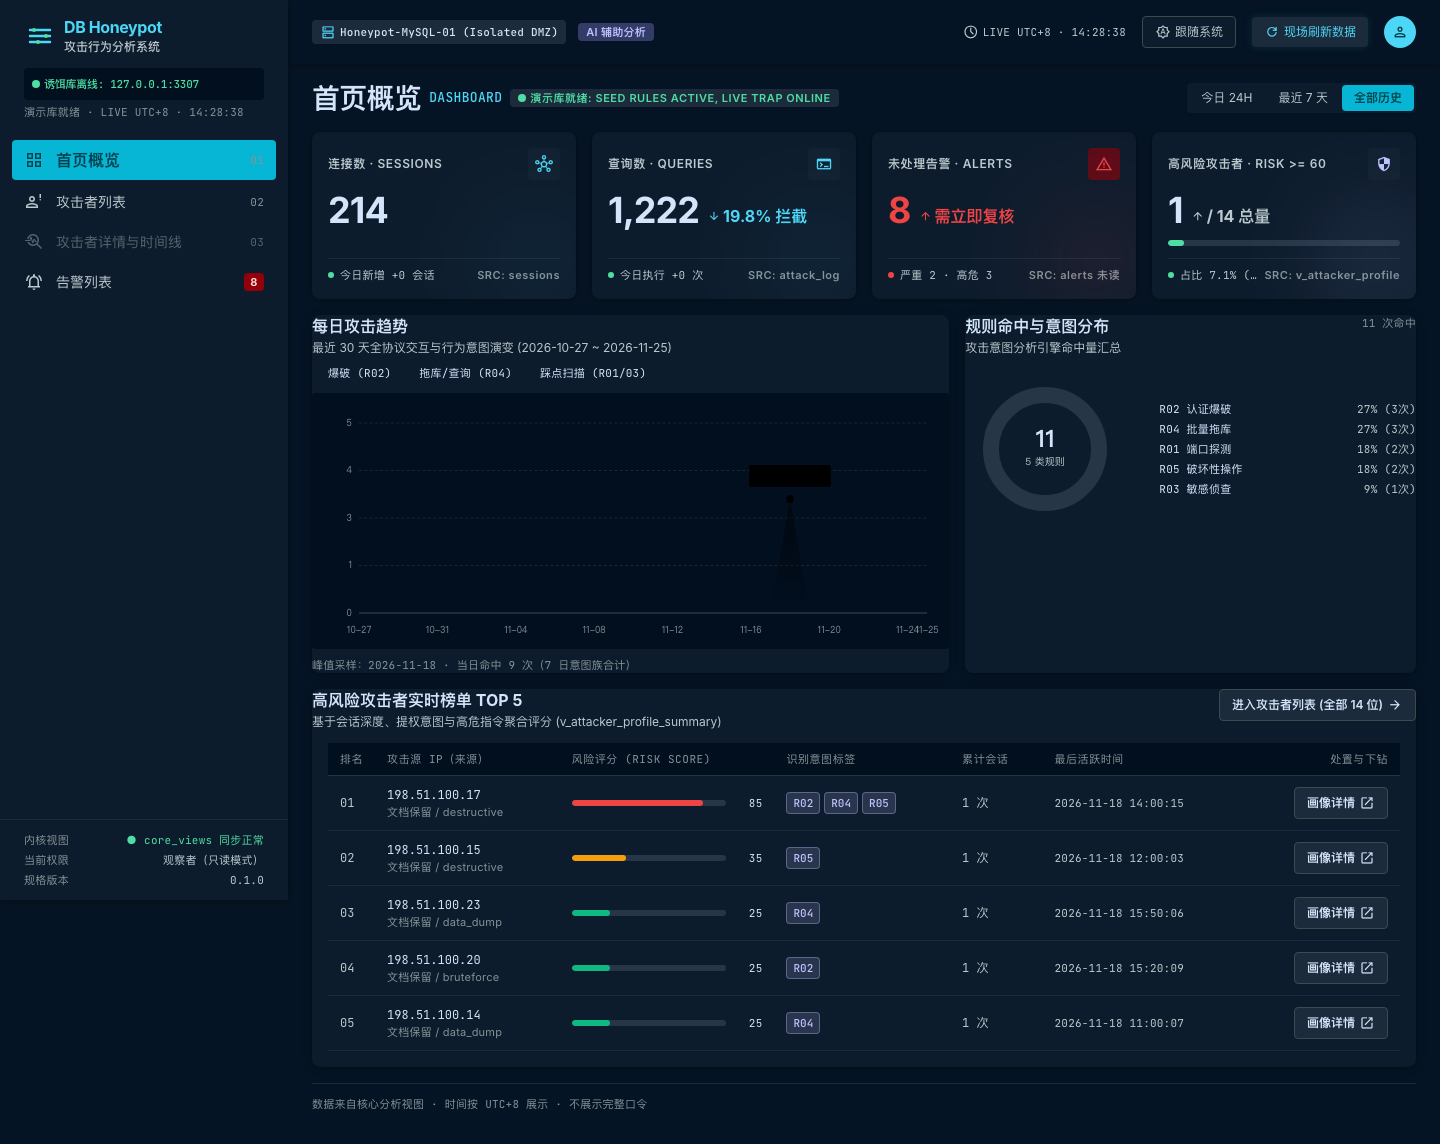 DB Honeypot
攻击行为分析系统
诱饵库离线: 127.0.0.1:3307
演示库就绪 · LIVE UTC+8 · 14:28:38
首页概览 01
攻击者列表 02
攻击者详情与时间线 03
告警列表 8
内核视图 core_views 同步正常
当前权限 观察者 (只读模式)
规格版本 0.1.0
Honeypot-MySQL-01 (Isolated DMZ) AI 辅助分析
LIVE UTC+8 · 14:28:38 跟随系统 现场刷新数据
首页概览 DASHBOARD 演示库就绪: SEED RULES ACTIVE, LIVE TRAP ONLINE
今日 24H 最近 7 天 全部历史
连接数 · SESSIONS
214
今日新增 +0 会话 SRC: sessions
查询数 · QUERIES
1,222 ↓ 19.8% 拦截
今日执行 +0 次 SRC: attack_log
未处理告警 · ALERTS
8 ↑ 需立即复核
严重 2 · 高危 3 SRC: alerts 未读
高风险攻击者 · RISK >= 60
1 ↑ / 14 总量
占比 7.1% (… SRC: v_attacker_profile
每日攻击趋势
最近 30 天全协议交互与行为意图演变 (2026-10-27 ~ 2026-11-25)
爆破 (R02) 拖库/查询 (R04) 踩点扫描 (R01/03)
5
4
3
1
0
10-27 10-31 11-04 11-08 11-12 11-16 11-20 11-24 11-25
峰值采样: 2026-11-18 · 当日命中 9 次 (7 日意图族合计)
规则命中与意图分布 11 次命中
攻击意图分析引擎命中量汇总
11
5 类规则
R02 认证爆破 27% (3次)
R04 批量拖库 27% (3次)
R01 端口探测 18% (2次)
R05 破坏性操作 18% (2次)
R03 敏感侦查 9% (1次)
高风险攻击者实时榜单 TOP 5
基于会话深度、提权意图与高危指令聚合评分 (v_attacker_profile_summary)
进入攻击者列表 (全部 14 位) →
排名 攻击源 IP (来源) 风险评分 (RISK SCORE) 识别意图标签 累计会话 最后活跃时间 处置与下钻
01 198.51.100.17 85 R02 R04 R05 1 次 2026-11-18 14:00:15 画像详情
文档保留 / destructive
02 198.51.100.15 35 R05 1 次 2026-11-18 12:00:03 画像详情
文档保留 / destructive
03 198.51.100.23 25 R04 1 次 2026-11-18 15:50:06 画像详情
文档保留 / data_dump
04 198.51.100.20 25 R02 1 次 2026-11-18 15:20:09 画像详情
文档保留 / bruteforce
05 198.51.100.14 25 R04 1 次 2026-11-18 11:00:07 画像详情
文档保留 / data_dump
数据来自核心分析视图 · 时间按 UTC+8 展示 · 不展示完整口令